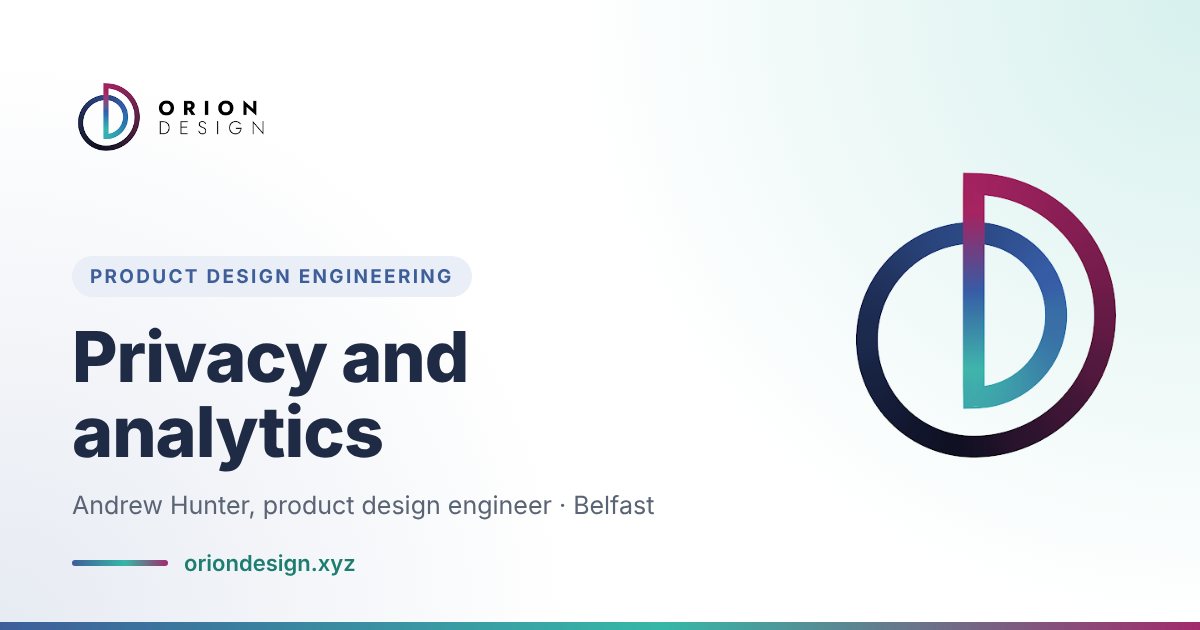 ORION
DESIGN
PRODUCT DESIGN ENGINEERING
Privacy and
analytics
Andrew Hunter, product design engineer · Belfast
oriondesign.xyz